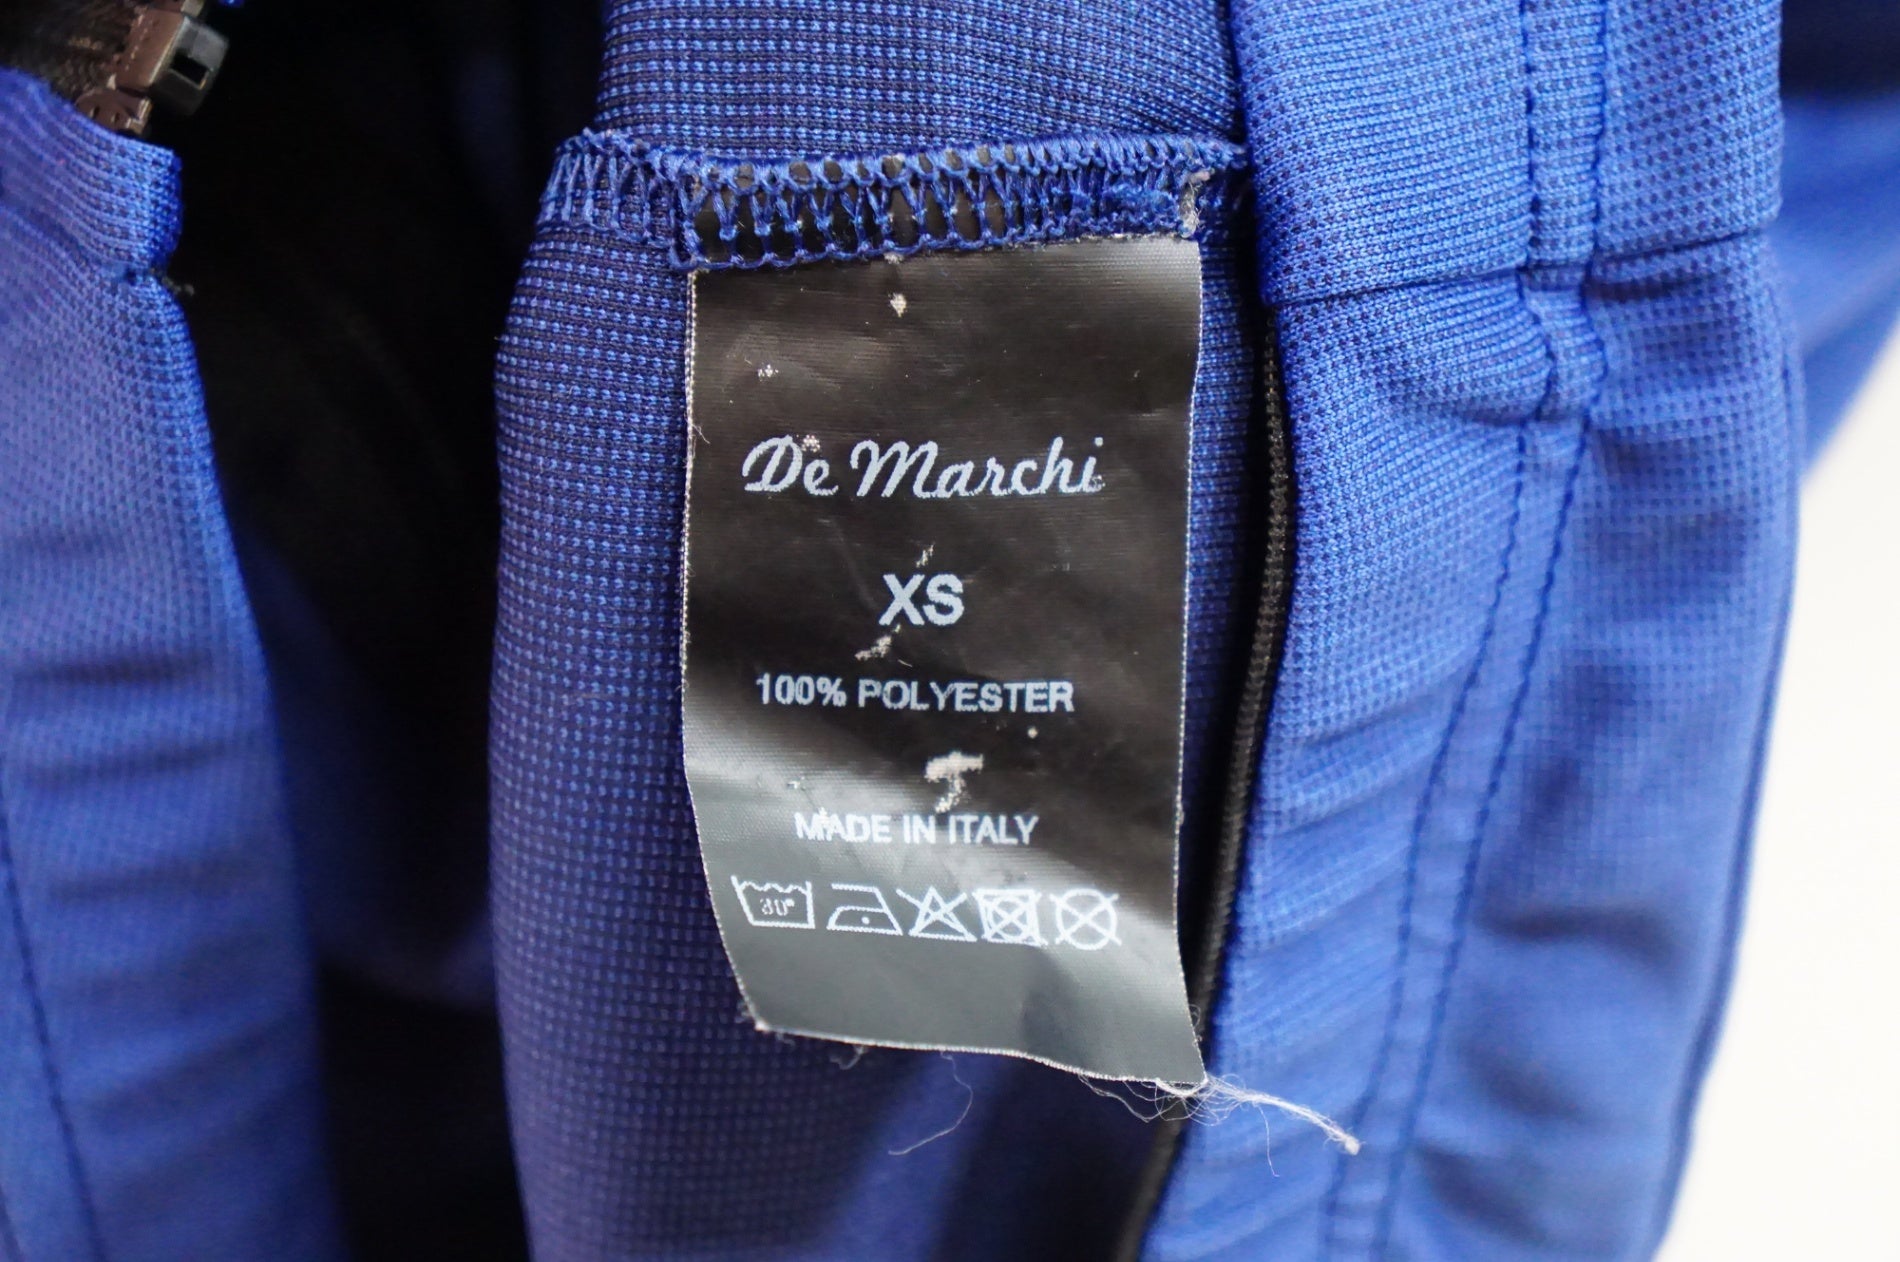 De Marchi
XS
100% POLYESTER
MADE IN ITALY
30°